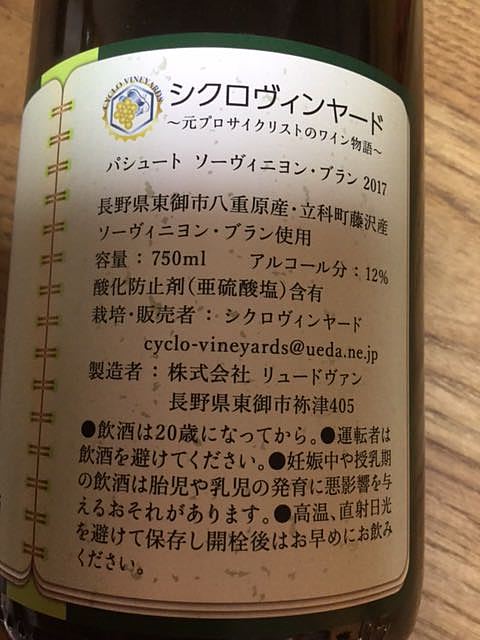 CYCLO VINEYARDS
シクロヴィンヤード
～元プロサイクリストのワイン物語～
パシュート ソーヴィニヨン・ブラン 2017
長野県東御市八重原産・立科町藤沢産
ソーヴィニヨン・ブラン使用
容量：750ml アルコール分：12%
酸化防止剤（亜硫酸塩）含有
栽培・販売者：シクロヴィンヤード
cyclo-vineyards@ueda.ne.jp
製造者：株式会社 リュードヴァン
長野県東御市祢津405
●飲酒は20歳になってから。●運転者は
飲酒を避けてください。●妊娠中や授乳期
の飲酒は胎児や乳児の発育に悪影響を与
えるおそれがあります。●高温、直射日光
を避けて保存し開栓後はお早めにお飲み
ください。